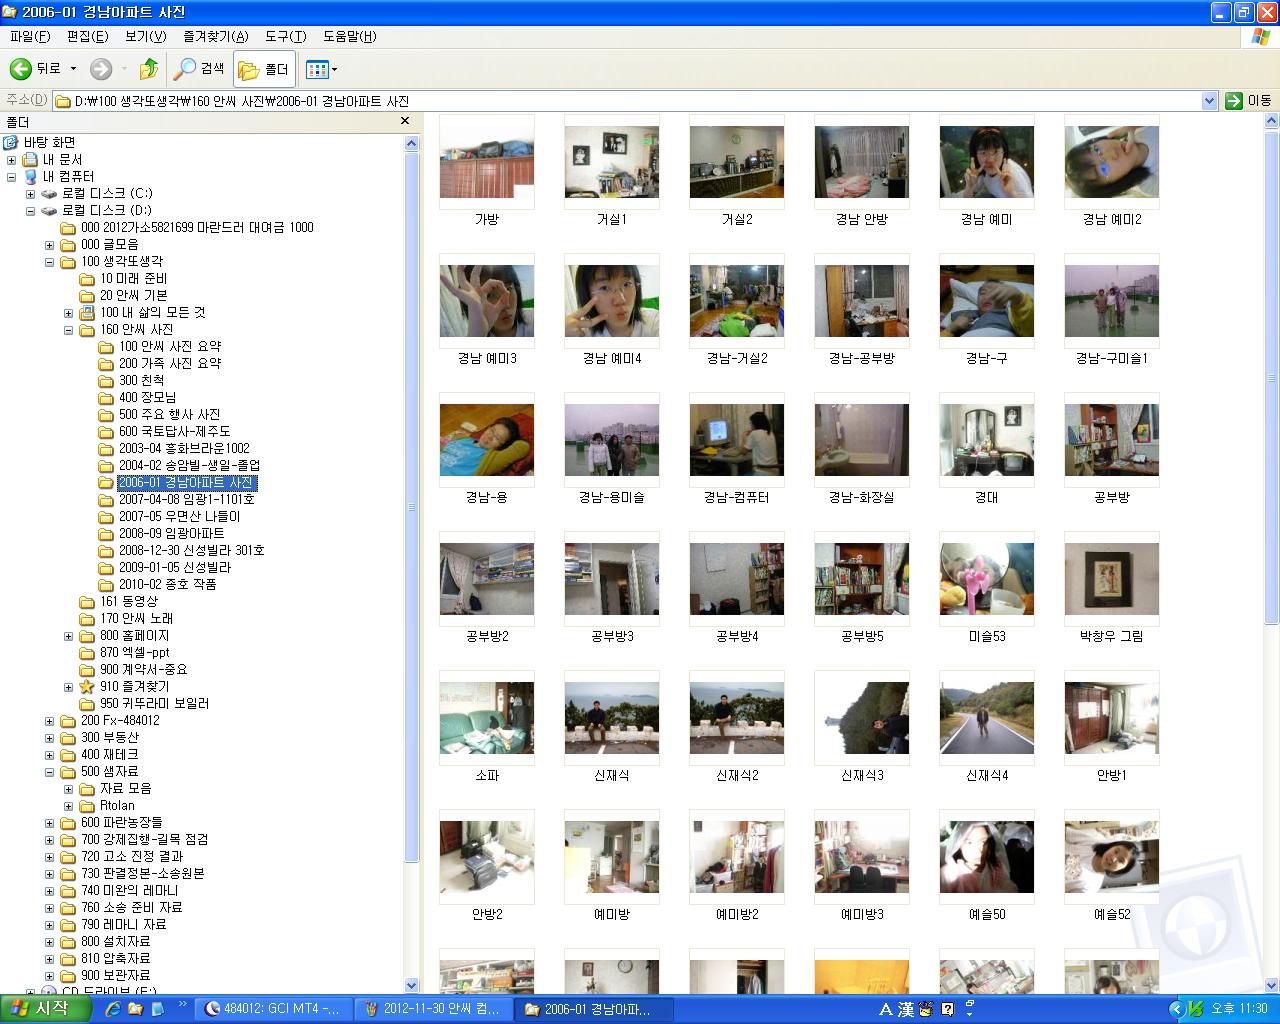 2006-01 경남아파트 사진
파일(F) 편집(E) 보기(V) 즐겨찾기(A) 도구(T) 도움말(H)
뒤로 검색 폴더
주소(D) D:₩100 생각또생각₩160 안씨 사진₩2006-01 경남아파트 사진 이동
폴더
바탕 화면
내 문서
내 컴퓨터
로컬 디스크 (C:)
로컬 디스크 (D:)
000 2012가소5821699 마란드러 대여금 1000
000 글모음
100 생각또생각
10 미래 준비
20 안씨 기본
100 내 삶의 모든 것
160 안씨 사진
100 안씨 사진 요약
200 가족 사진 요약
300 친척
400 장모님
500 주요 행사 사진
600 국토답사-제주도
2003-04 흥화브라운1002
2004-02 송암빌-생일-졸업
2006-01 경남아파트 사진
2007-04-08 임광1-1101호
2007-05 우면산 나들이
2008-09 임광아파트
2008-12-30 신성빌라 301호
2009-01-05 신성빌라
2010-02 종호 작품
161 동영상
170 안씨 노래
800 홈페이지
870 엑셀-ppt
900 계약서-중요
910 즐겨찾기
950 귀뚜라미 보일러
200 Fx-484012
300 부동산
400 재테크
500 샘자료
자료 모음
Rtolan
600 파란농장들
700 강제집행-길목 점검
720 고소 진정 결과
730 판결정본-소송원본
740 미완의 레마니
760 소송 준비 자료
790 레마니 자료
800 설치자료
810 압축자료
900 보관자료
CD 드라이브 (E:)
가방 거실1 거실2 경남 안방 경남 예미 경남 예미2
경남 예미3 경남 예미4 경남-거실2 경남-공부방 경남-구 경남-구미슬1
경남-용 경남-용미슬 경남-컴퓨터 경남-화장실 경대 공부방
공부방2 공부방3 공부방4 공부방5 미슬53 박창우 그림
소파 신재식 신재식2 신재식3 신재식4 안방1
안방2 예미방 예미방2 예미방3 예슬50 예슬52
시작 484012: GCI MT4 -... 2012-11-30 안씨 컴... 2006-01 경남아파... A 漢 오후 11:30